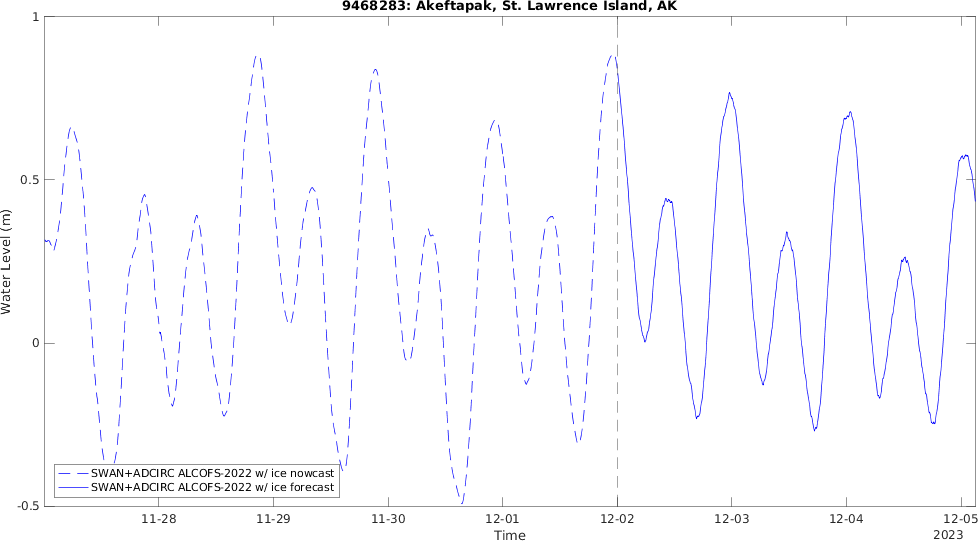 9468283: Akeftapak, St. Lawrence Island, AK
1
0.5
0
-0.5
Water Level (m)
SWAN+ADCIRC ALCOFS-2022 w/ ice nowcast
SWAN+ADCIRC ALCOFS-2022 w/ ice forecast
11-28 11-29 11-30 12-01 12-02 12-03 12-04 12-05
Time 2023